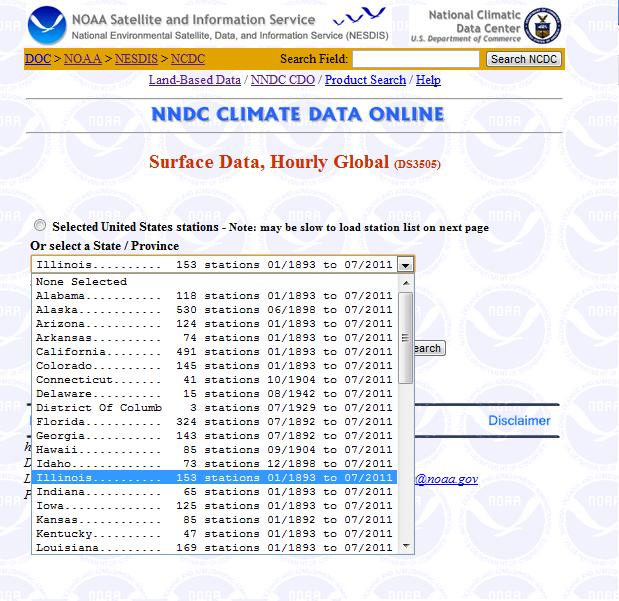 NOAA Satellite and Information Service
National Environmental Satellite, Data, and Information Service (NESDIS)
National Climatic
Data Center
U.S. Department of Commerce
DOC > NOAA > NESDIS > NCDC Search Field: Search NCDC
Land-Based Data / NNDC CDO / Product Search / Help
NNDC CLIMATE DATA ONLINE
Surface Data, Hourly Global (DS3505)
Selected United States stations - Note: may be slow to load station list on next page
Or select a State / Province
Illinois.......... 153 stations 01/1893 to 07/2011
None Selected
Alabama........... 118 stations 01/1893 to 07/2011
Alaska............ 530 stations 06/1898 to 07/2011
Arizona........... 124 stations 01/1893 to 07/2011
Arkansas.......... 74 stations 01/1893 to 07/2011
California........ 491 stations 01/1893 to 07/2011
Colorado.......... 145 stations 01/1893 to 07/2011
Connecticut....... 41 stations 10/1904 to 07/2011
Delaware.......... 15 stations 08/1942 to 07/2011
District Of Columb 3 stations 07/1929 to 07/2011
Florida........... 324 stations 07/1892 to 07/2011
Georgia........... 143 stations 07/1892 to 07/2011
Hawaii............ 85 stations 09/1904 to 07/2011
Idaho............. 73 stations 12/1898 to 07/2011
Illinois.......... 153 stations 01/1893 to 07/2011
Indiana........... 65 stations 01/1893 to 07/2011
Iowa.............. 125 stations 01/1893 to 07/2011
Kansas............ 85 stations 01/1892 to 07/2011
Kentucky.......... 47 stations 01/1893 to 07/2011
Louisiana......... 169 stations 01/1893 to 07/2011
earch
Disclaimer
@noaa.gov